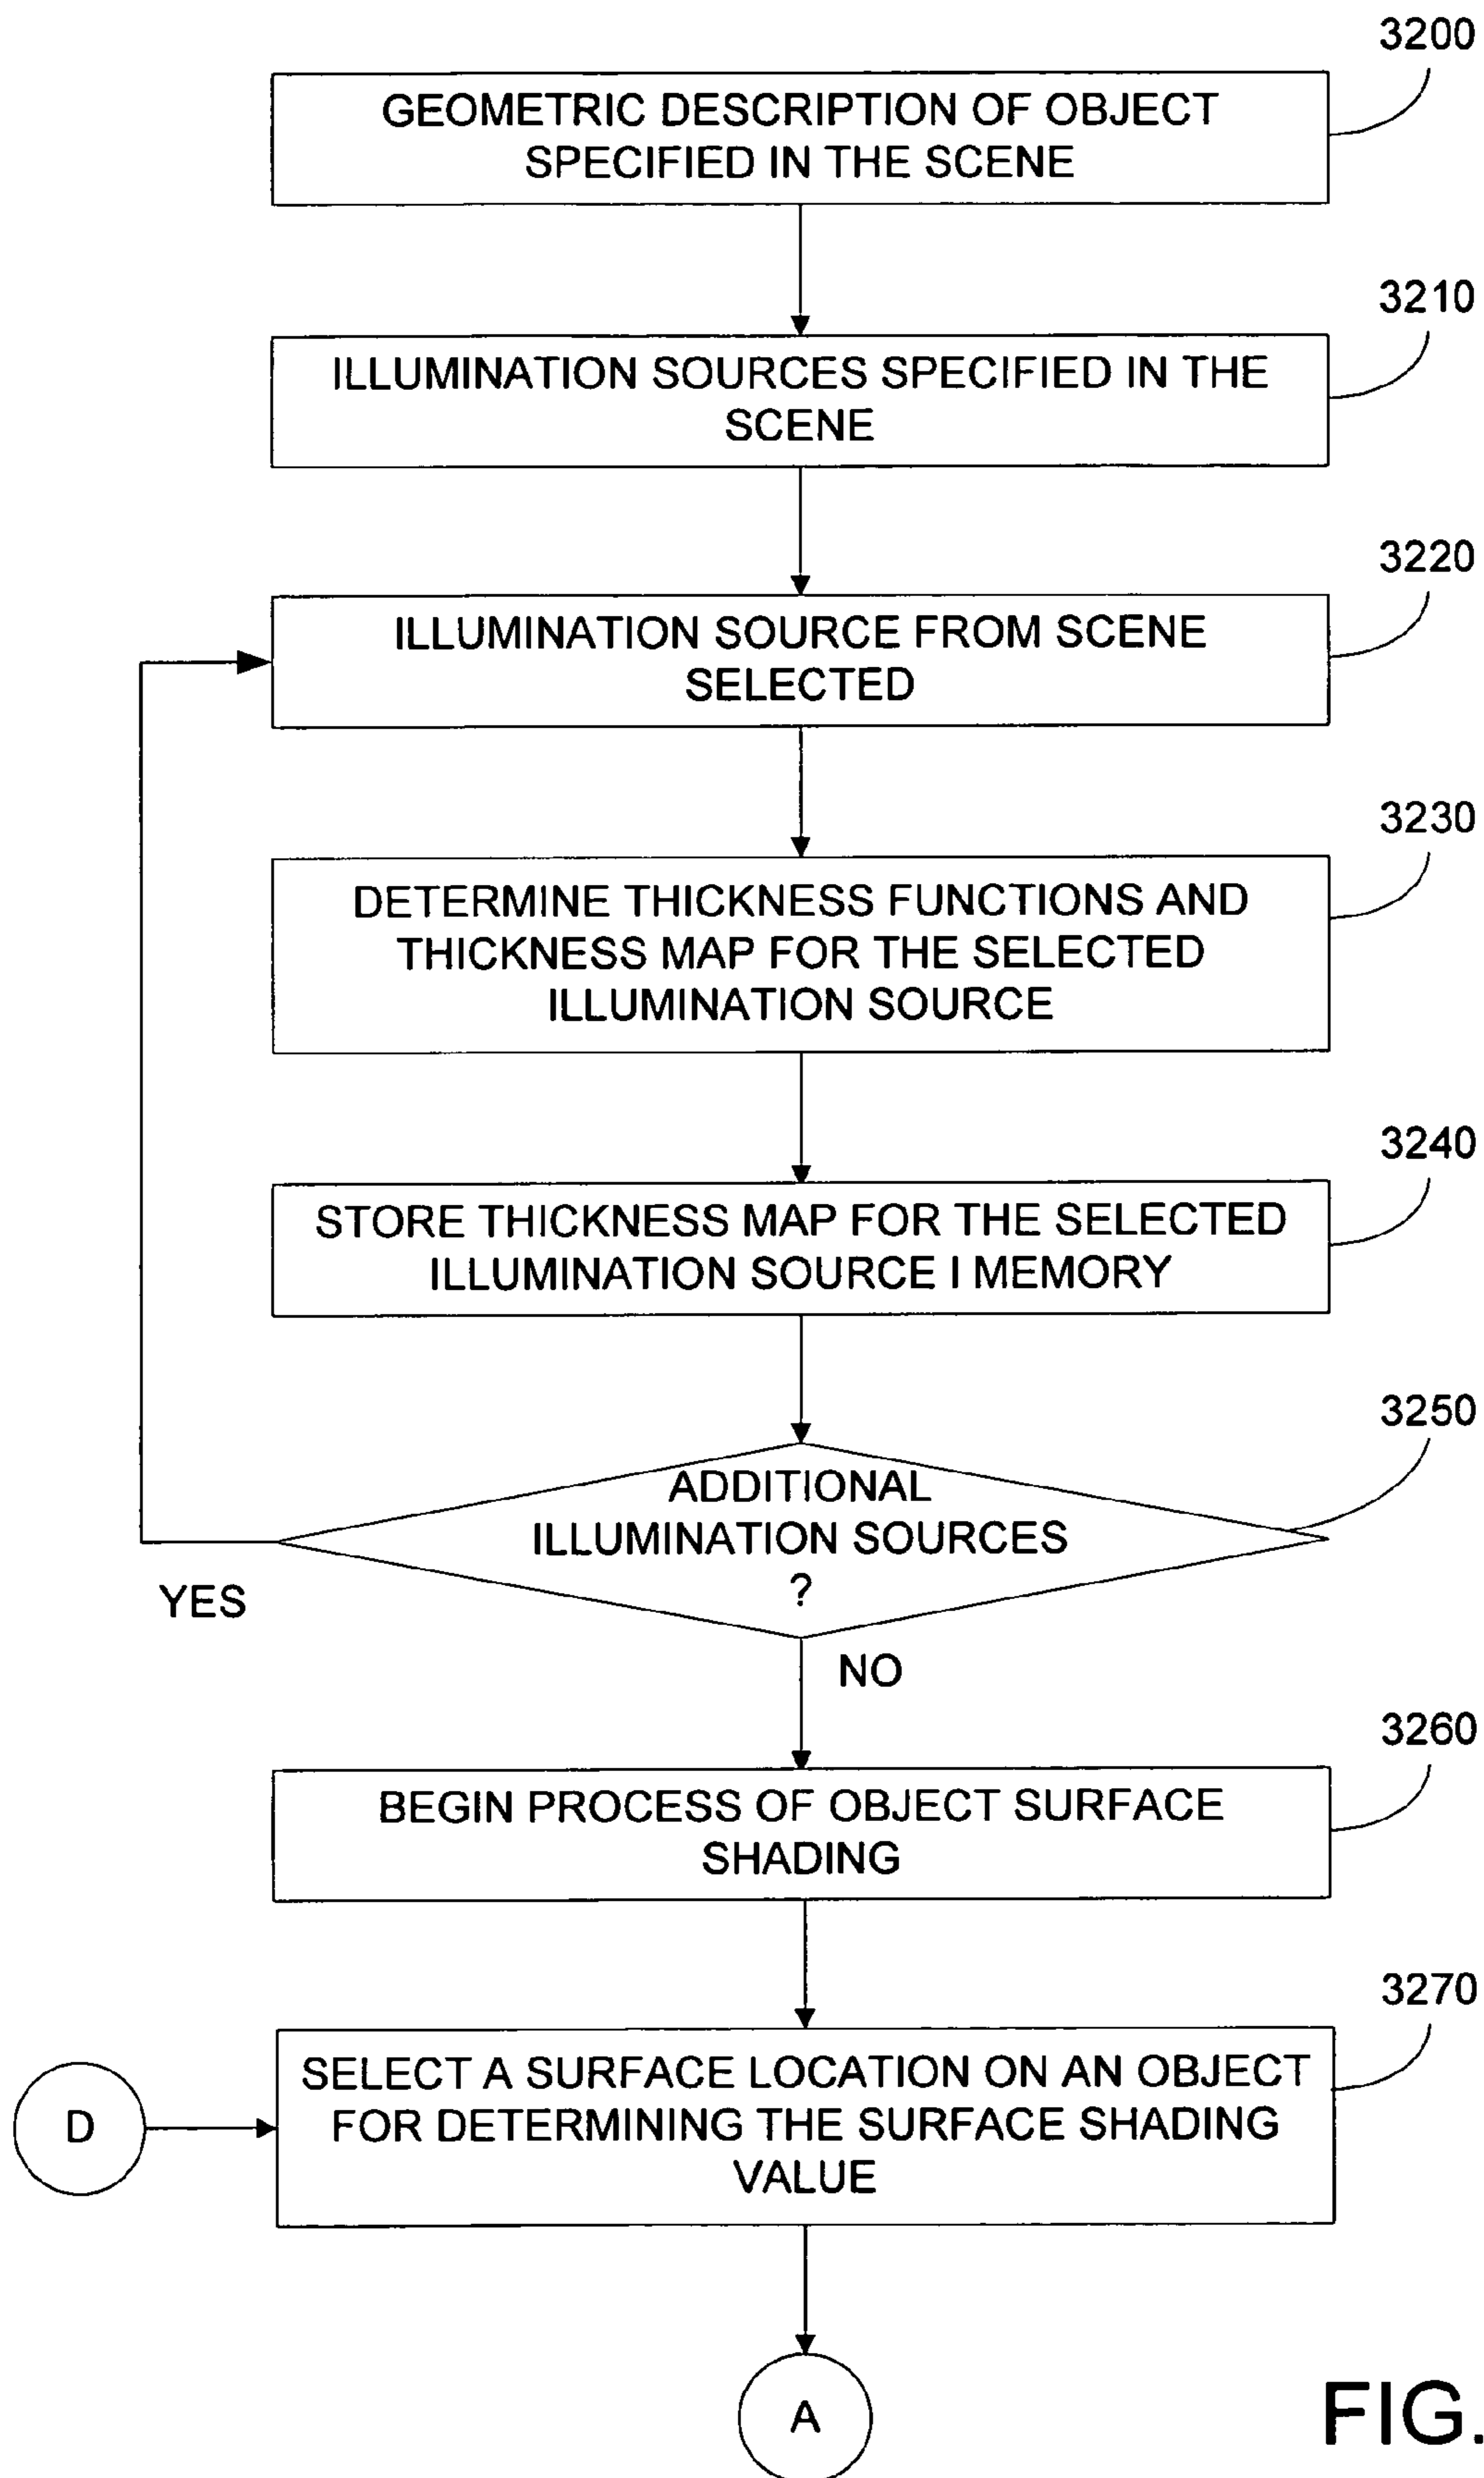 3200
GEOMETRIC DESCRIPTION OF OBJECT
SPECIFIED IN THE SCENE
3210
ILLUMINATION SOURCES SPECIFIED IN THE
SCENE
3220
ILLUMINATION SOURCE FROM SCENE
SELECTED
3230
DETERMINE THICKNESS FUNCTIONS AND
THICKNESS MAP FOR THE SELECTED
ILLUMINATION SOURCE
3240
STORE THICKNESS MAP FOR THE SELECTED
ILLUMINATION SOURCE I MEMORY
3250
ADDITIONAL
ILLUMINATION SOURCES
?
YES
NO
3260
BEGIN PROCESS OF OBJECT SURFACE
SHADING
3270
SELECT A SURFACE LOCATION ON AN OBJECT
FOR DETERMINING THE SURFACE SHADING
VALUE
D
A
FIG.